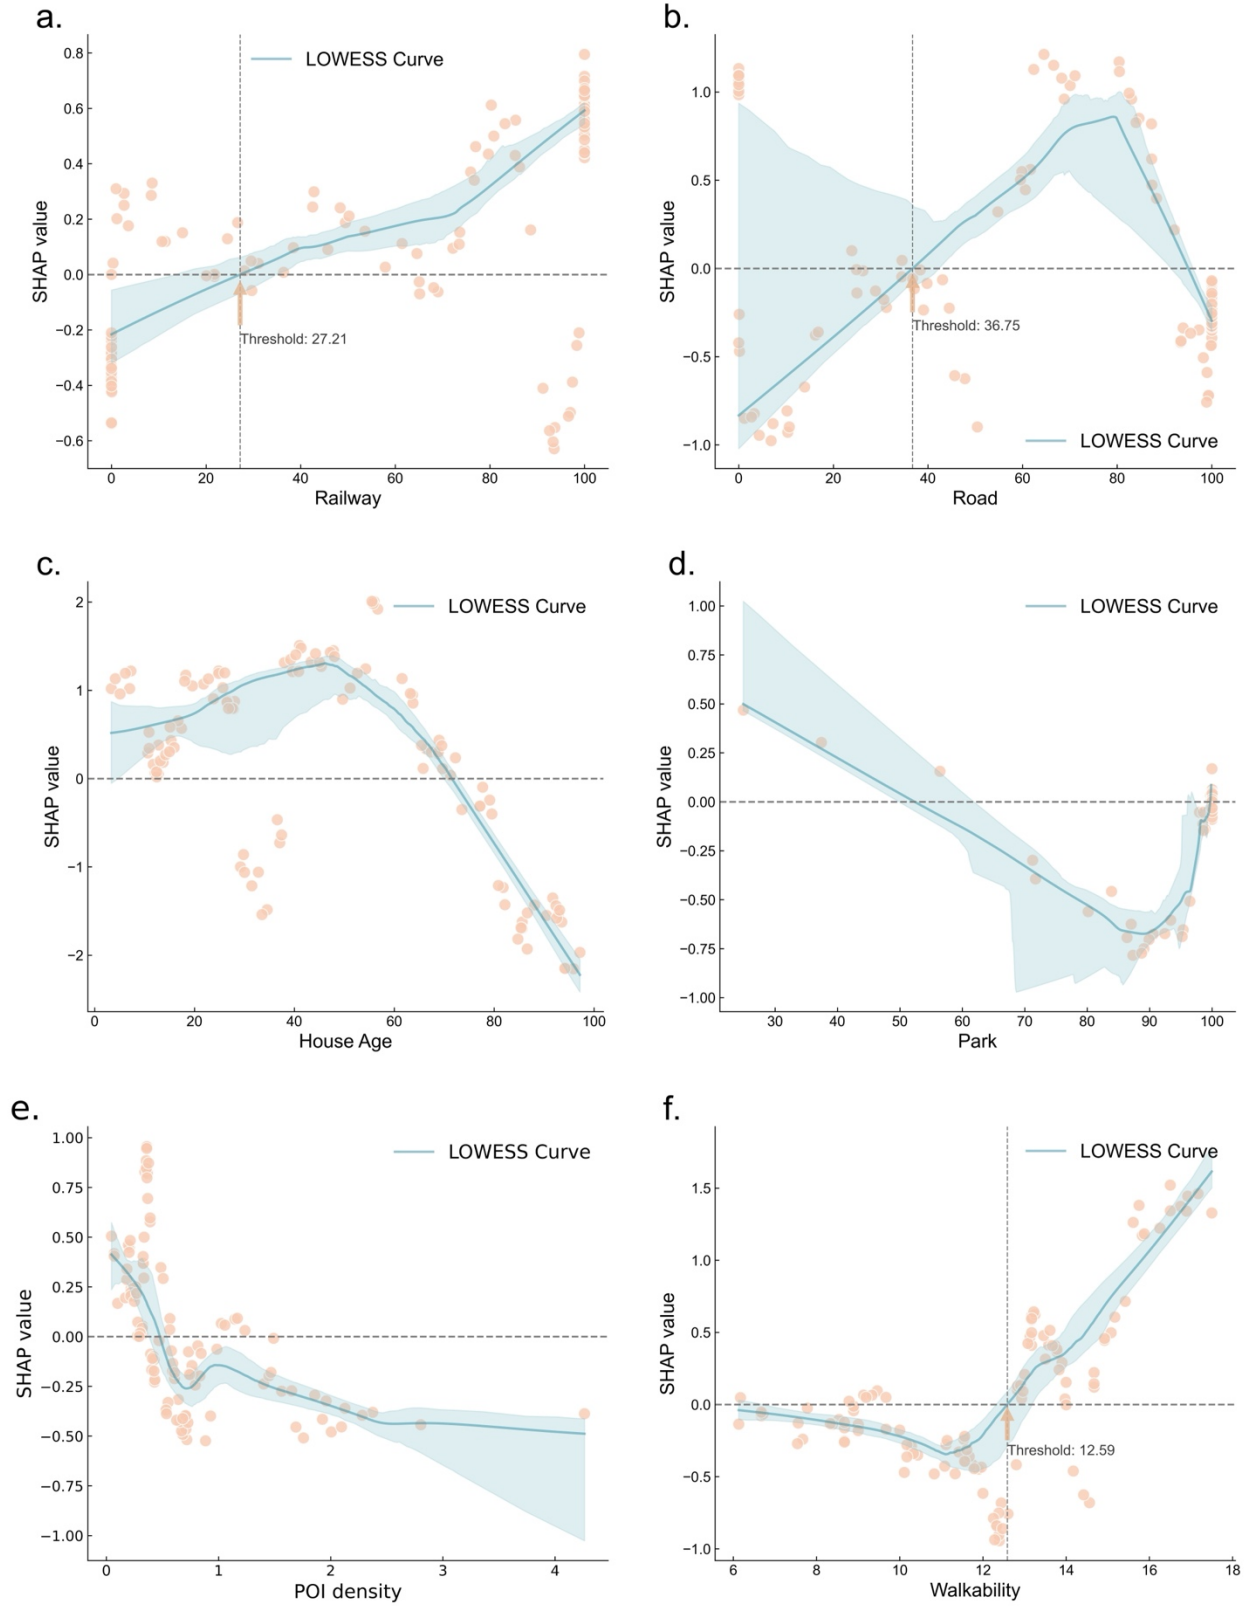 a.
LOWESS Curve
SHAP value
0.8
0.6
0.4
0.2
0.0
−0.2
−0.4
−0.6
Threshold: 27.21
0 20 40 60 80 100
Railway
b.
SHAP value
1.0
0.5
0.0
−0.5
−1.0
Threshold: 36.75
LOWESS Curve
0 20 40 60 80 100
Road
c.
LOWESS Curve
SHAP value
2
1
0
−1
−2
0 20 40 60 80 100
House Age
d.
LOWESS Curve
SHAP value
1.00
0.75
0.50
0.25
0.00
−0.25
−0.50
−0.75
−1.00
30 40 50 60 70 80 90 100
Park
e.
LOWESS Curve
SHAP value
1.00
0.75
0.50
0.25
0.00
−0.25
−0.50
−0.75
−1.00
0 1 2 3 4
POI density
f.
LOWESS Curve
SHAP value
1.5
1.0
0.5
0.0
−0.5
−1.0
Threshold: 12.59
6 8 10 12 14 16 18
Walkability